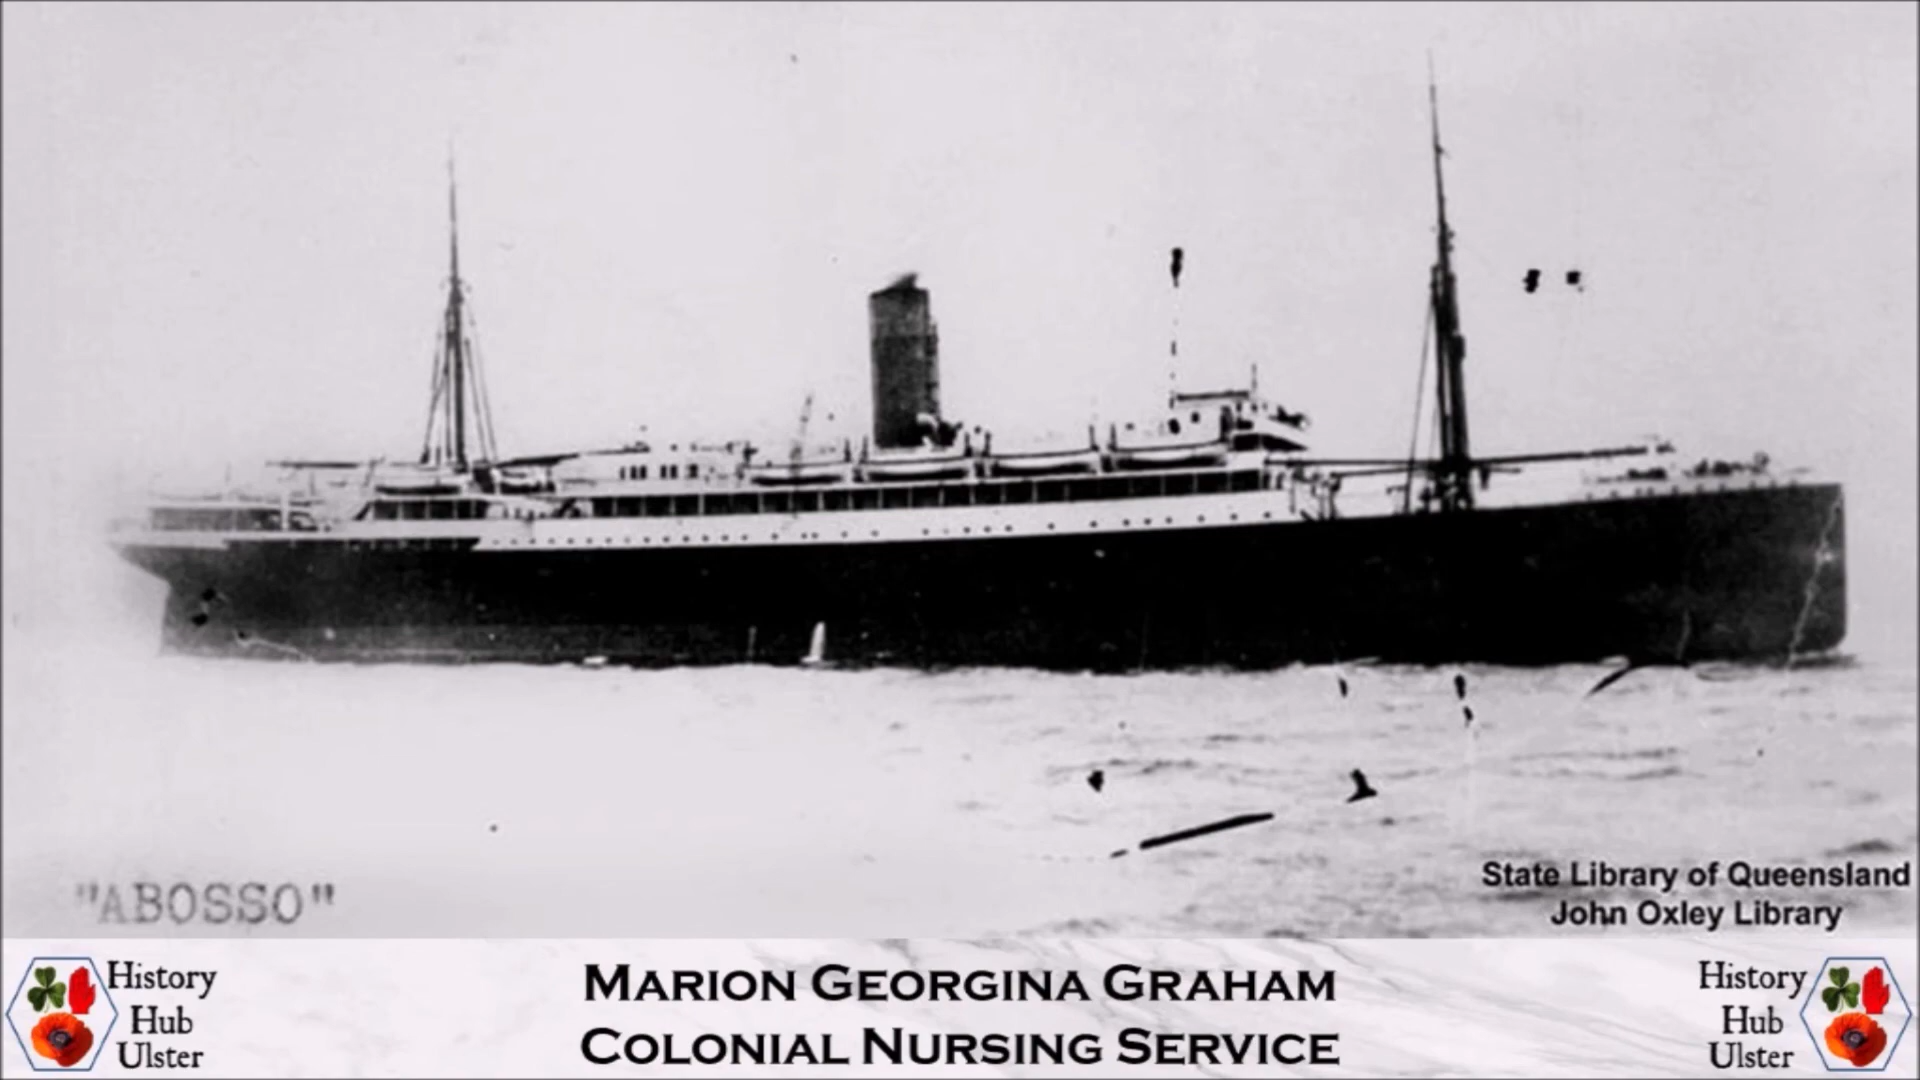 "ABOSSO"
State Library of Queensland
John Oxley Library
History
Hub
Ulster
MARION GEORGINA GRAHAM
COLONIAL NURSING SERVICE
History
Hub
Ulster